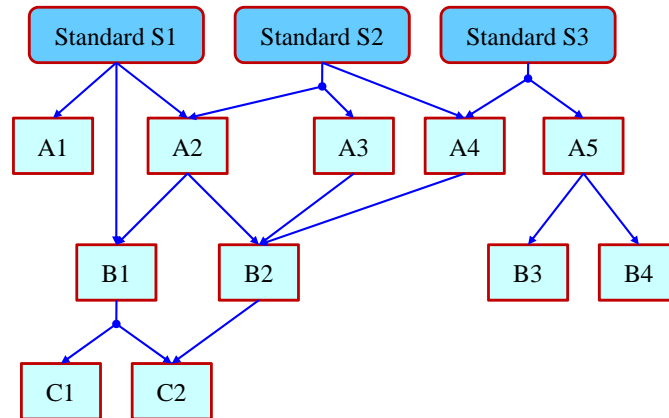 Standard S1
Standard S2
Standard S3
A1
A2
A3
A4
A5
B1
B2
B3
B4
C1
C2